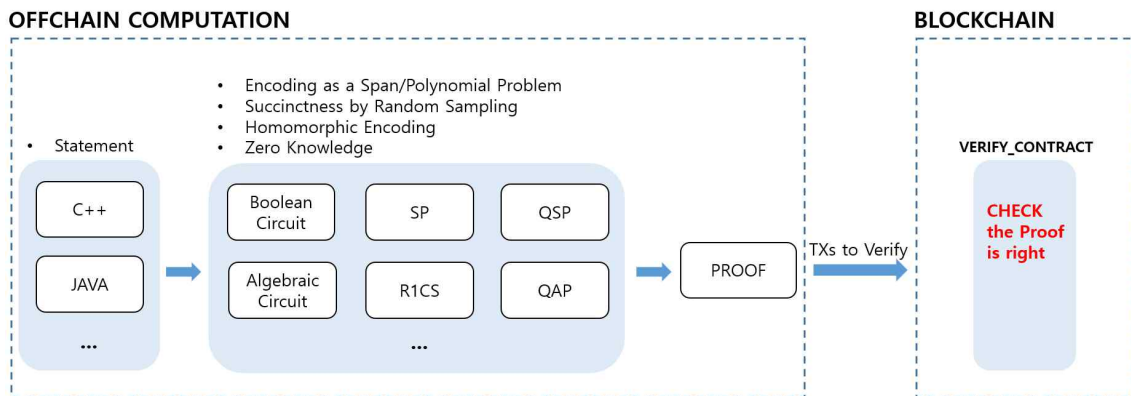 OFFCHAIN COMPUTATION
BLOCKCHAIN
• Encoding as a Span/Polynomial Problem
• Succinctness by Random Sampling
• Homomorphic Encoding
• Zero Knowledge
• Statement
VERIFY_CONTRACT
C++
JAVA
...
Boolean
Circuit
SP
QSP
Algebraic
Circuit
R1CS
QAP
...
PROOF
TXs to Verify
CHECK
the Proof
is right